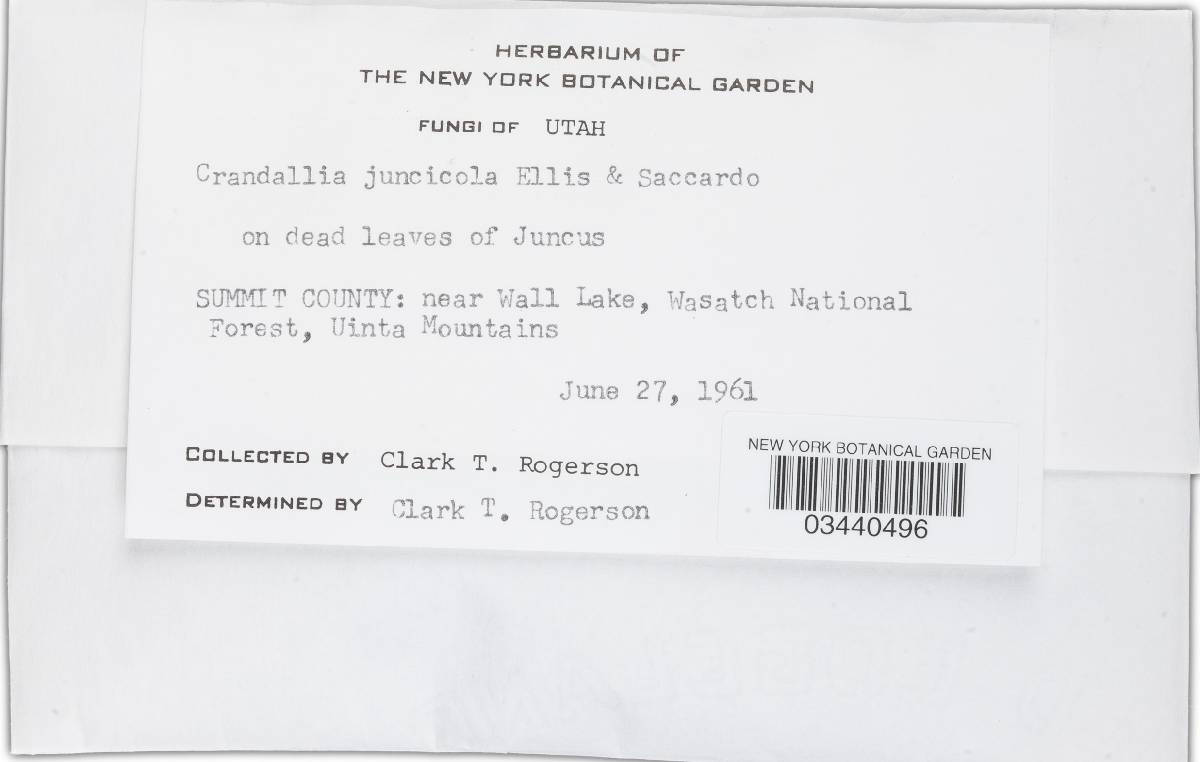 HERBARIUM OF
THE NEW YORK BOTANICAL GARDEN
FUNGI OF UTAH
Crandallia juncicola Ellis & Saccardo
on dead leaves of Juncus
SUMMIT COUNTY: near Wall Lake, Wasatch National
Forest, Uinta Mountains
June 27, 1961
COLLECTED BY Clark T. Rogerson
DETERMINED BY Clark T. Rogerson
NEW YORK BOTANICAL GARDEN
03440496